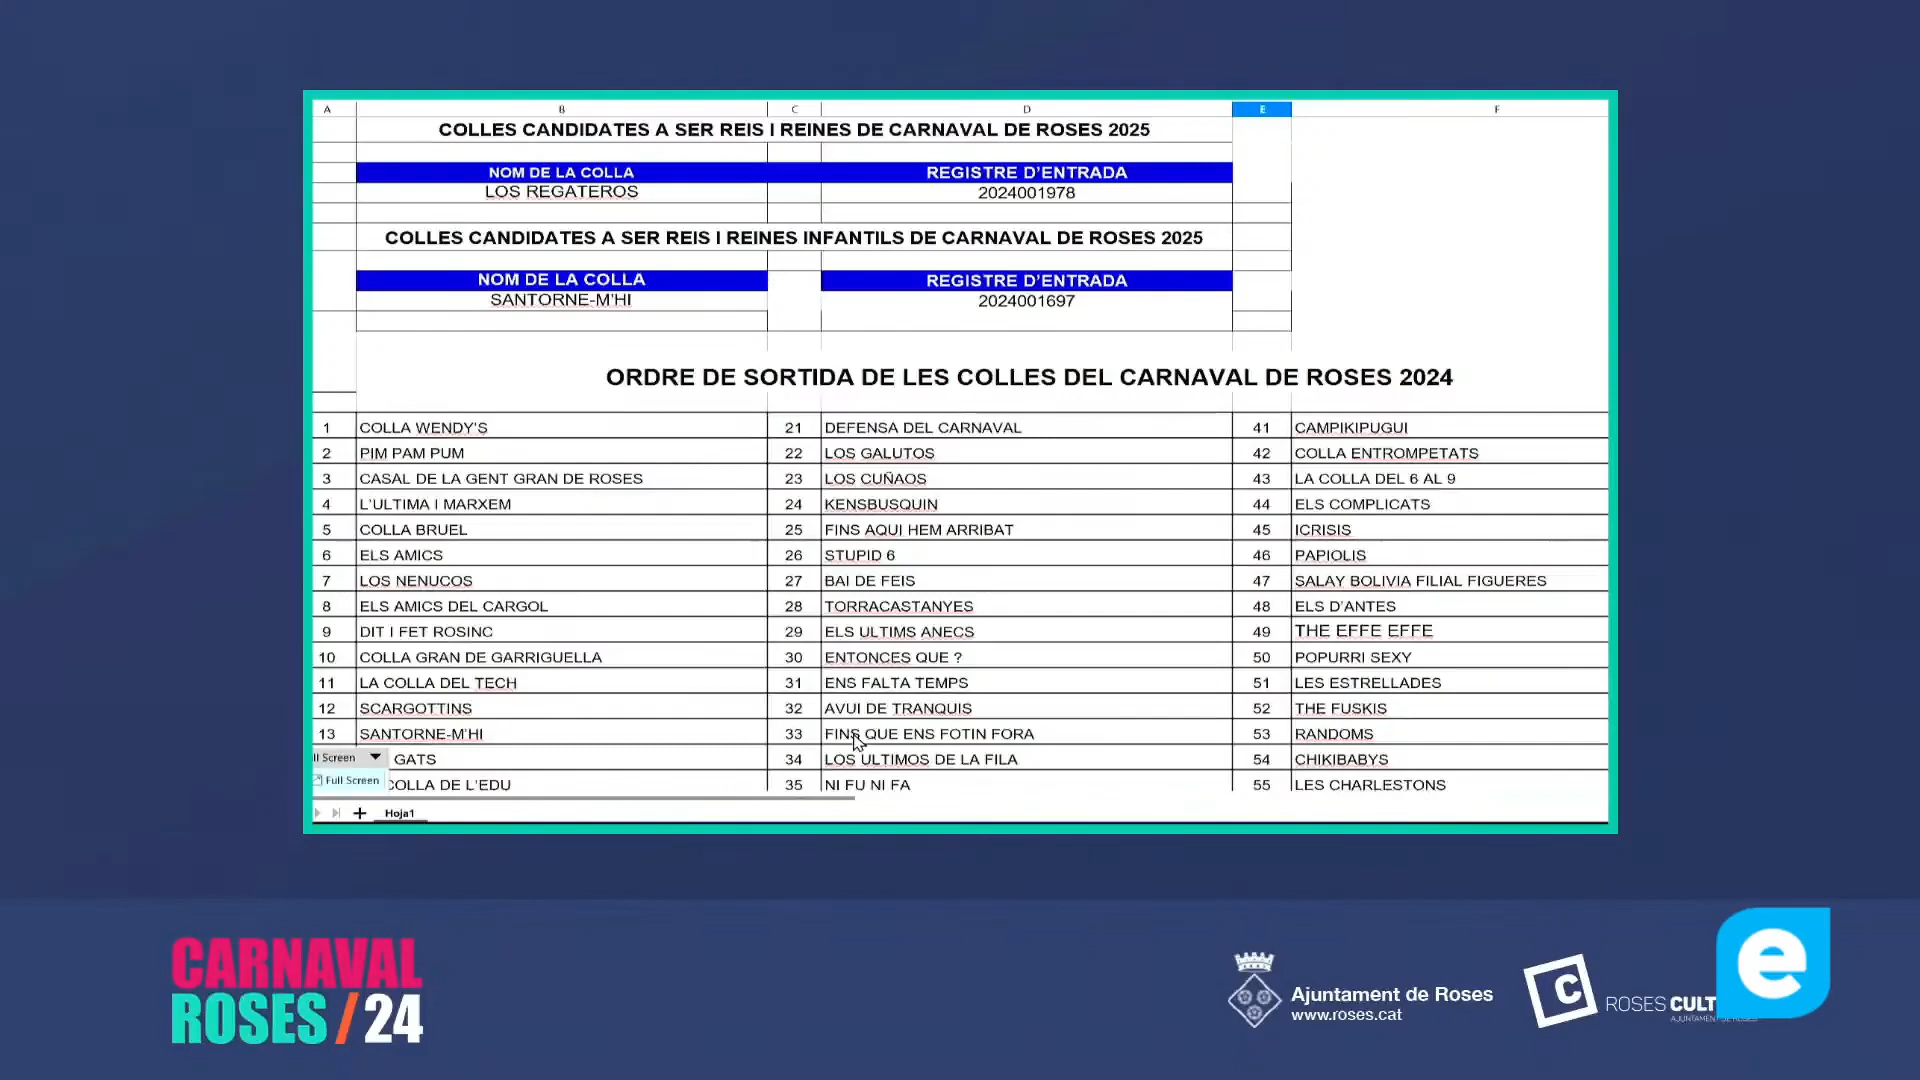 A B C D E F
COLLES CANDIDATES A SER REIS I REINES DE CARNAVAL DE ROSES 2025
NOM DE LA COLLA REGISTRE D'ENTRADA
LOS REGATEROS 2024001978
COLLES CANDIDATES A SER REIS I REINES INFANTILS DE CARNAVAL DE ROSES 2025
NOM DE LA COLLA REGISTRE D'ENTRADA
SANTORNE-M'HI 2024001697
ORDRE DE SORTIDA DE LES COLLES DEL CARNAVAL DE ROSES 2024
1 COLLA WENDY'S 21 DEFENSA DEL CARNAVAL 41 CAMPIKIPUGUI
2 PIM PAM PUM 22 LOS GALUTOS 42 COLLA ENTROMPETATS
3 CASAL DE LA GENT GRAN DE ROSES 23 LOS CUÑAOS 43 LA COLLA DEL 6 AL 9
4 L'ULTIMA I MARXEM 24 KENSBUSQUIN 44 ELS COMPLICATS
5 COLLA BRUEL 25 FINS AQUI HEM ARRIBAT 45 ICRISIS
6 ELS AMICS 26 STUPID 6 46 PAPIOLIS
7 LOS NENUCOS 27 BAI DE FEIS 47 SALAY BOLIVIA FILIAL FIGUERES
8 ELS AMICS DEL CARGOL 28 TORRACASTANYES 48 ELS D'ANTES
9 DIT I FET ROSINC 29 ELS ULTIMS ANECS 49 THE EFFE EFFE
10 COLLA GRAN DE GARRIGUELLA 30 ENTONCES QUE ? 50 POPURRI SEXY
11 LA COLLA DEL TECH 31 ENS FALTA TEMPS 51 LES ESTRELLADES
12 SCARGOTTINS 32 AVUI DE TRANQUIS 52 THE FUSKIS
13 SANTORNE-M'HI 33 FINS QUE ENS FOTIN FORA 53 RANDOMS
ll Screen GATS 34 LOS ULTIMOS DE LA FILA 54 CHIKIBABYS
Full Screen COLLA DE L'EDU 35 NI FU NI FA 55 LES CHARLESTONS
Hoja1
CARNAVAL
ROSES / 24
Ajuntament de Roses
www.roses.cat
C
ROSES CULT
e